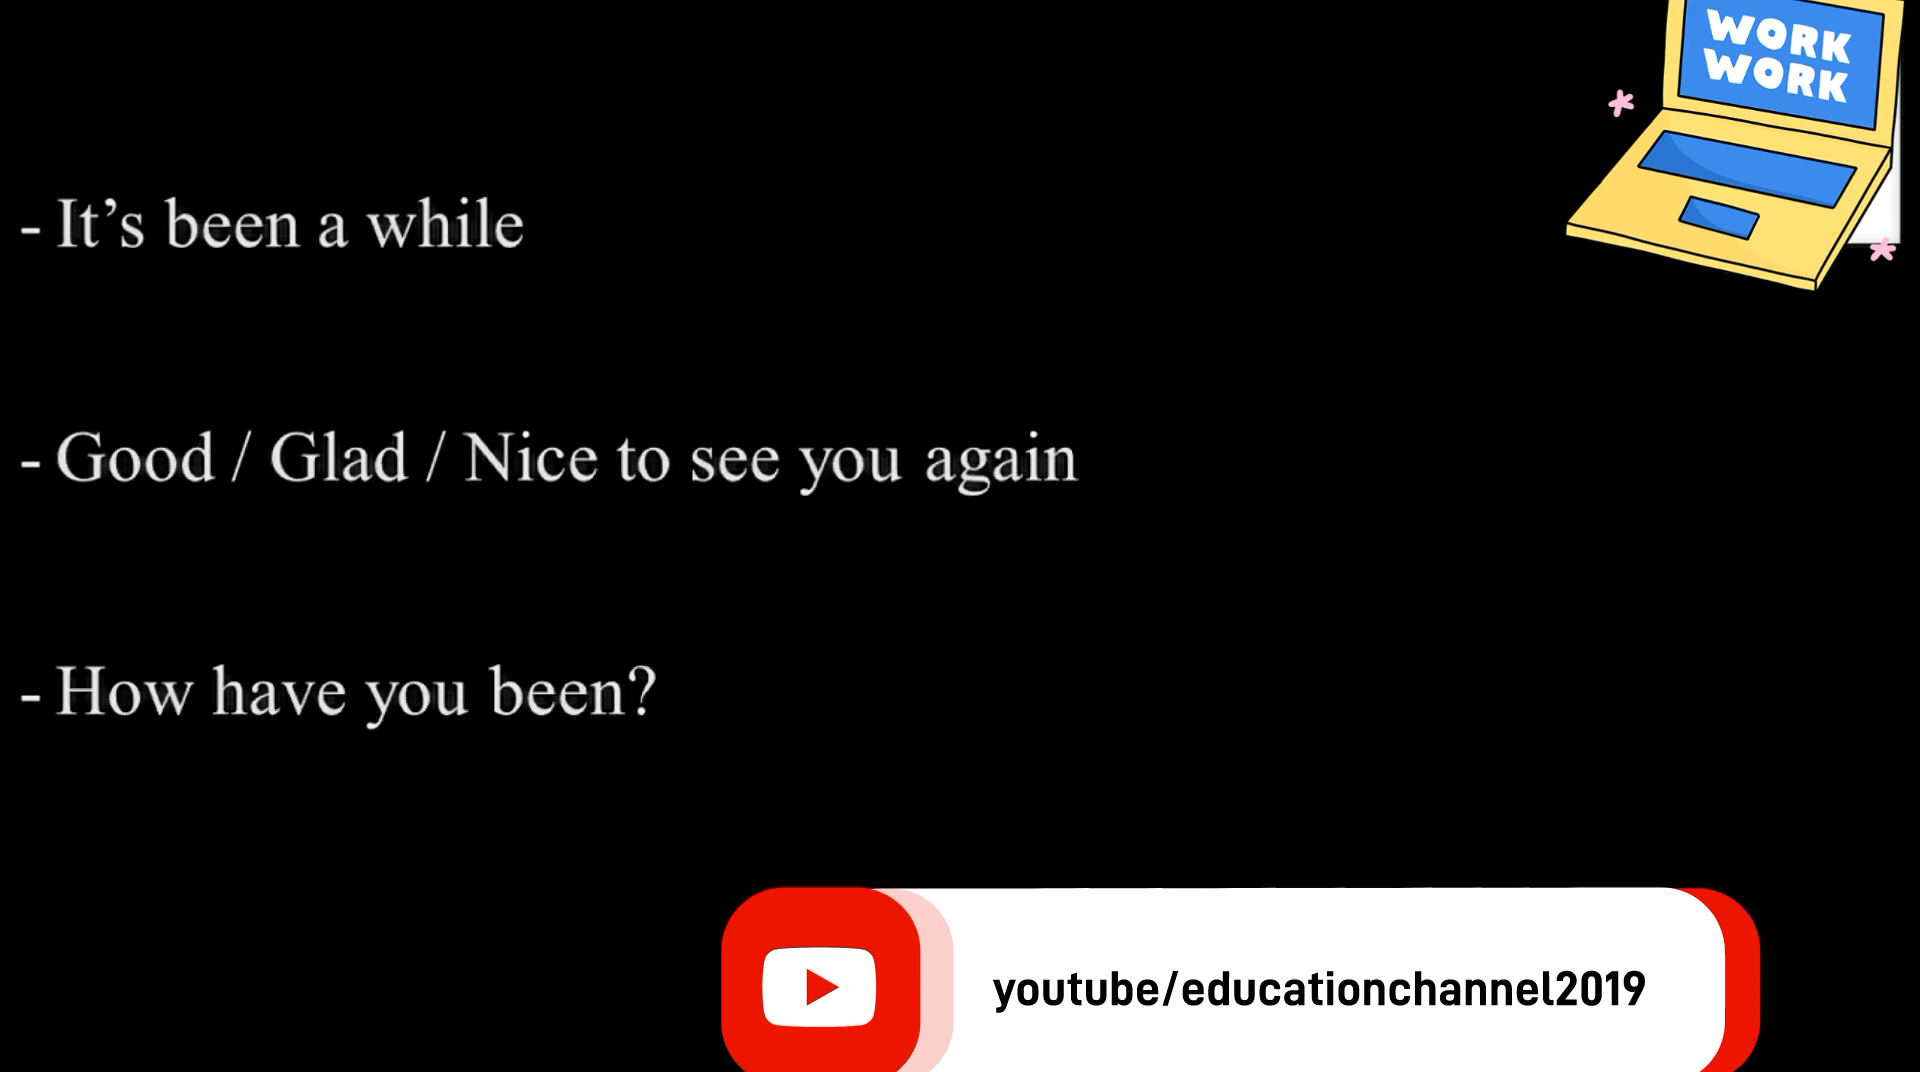 WORK
WORK
- It’s been a while
- Good / Glad / Nice to see you again
- How have you been?
youtube/educationchannel2019